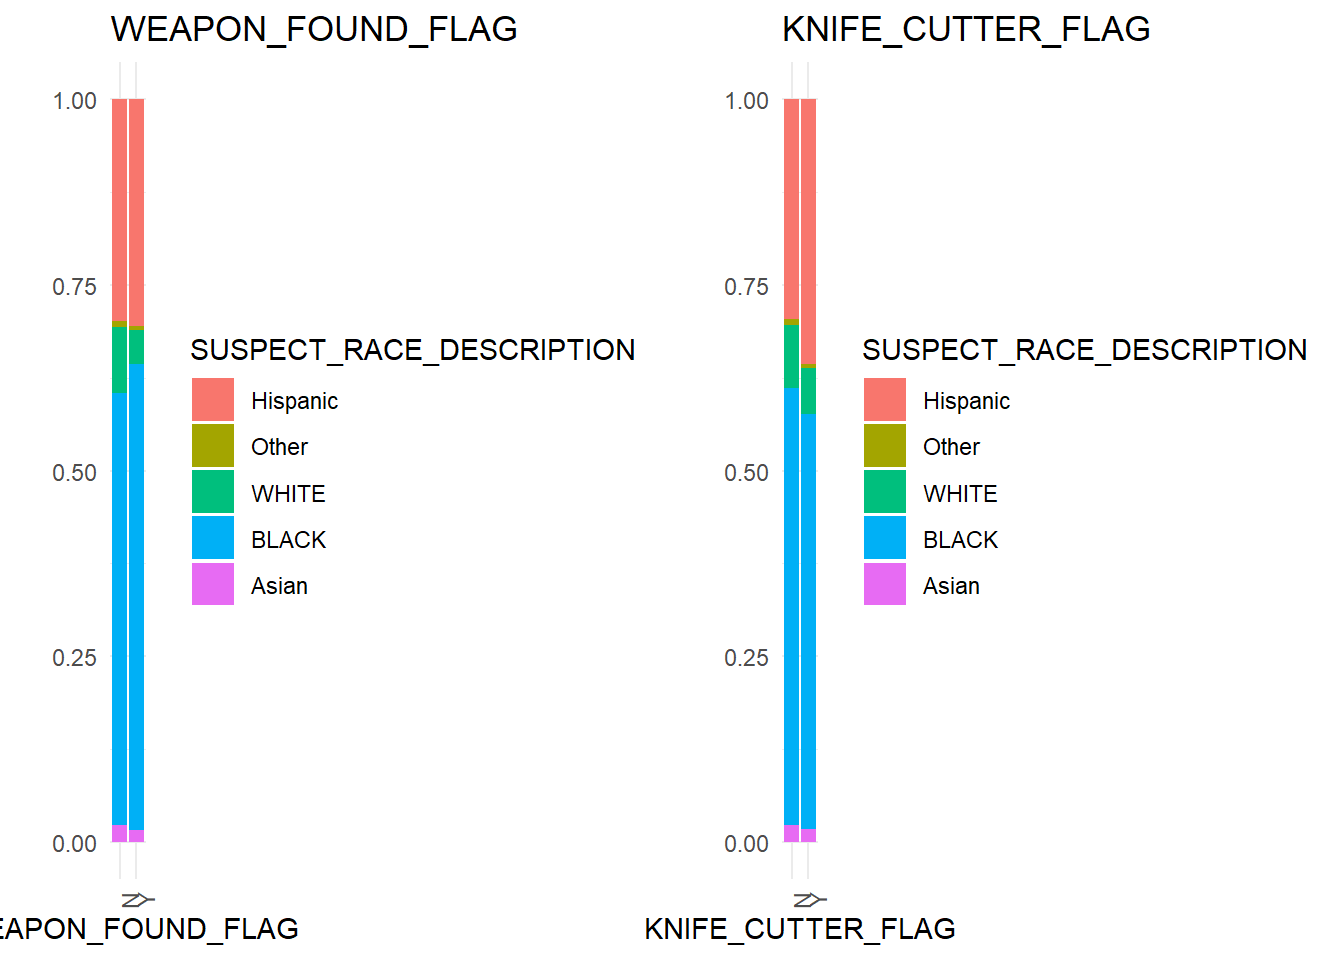 WEAPON_FOUND_FLAG
1.00
0.75
0.50
0.25
0.00
N
Y
EAPON_FOUND_FLAG
SUSPECT_RACE_DESCRIPTION
Hispanic
Other
WHITE
BLACK
Asian
KNIFE_CUTTER_FLAG
1.00
0.75
0.50
0.25
0.00
N
Y
KNIFE_CUTTER_FLAG
SUSPECT_RACE_DESCRIPTION
Hispanic
Other
WHITE
BLACK
Asian